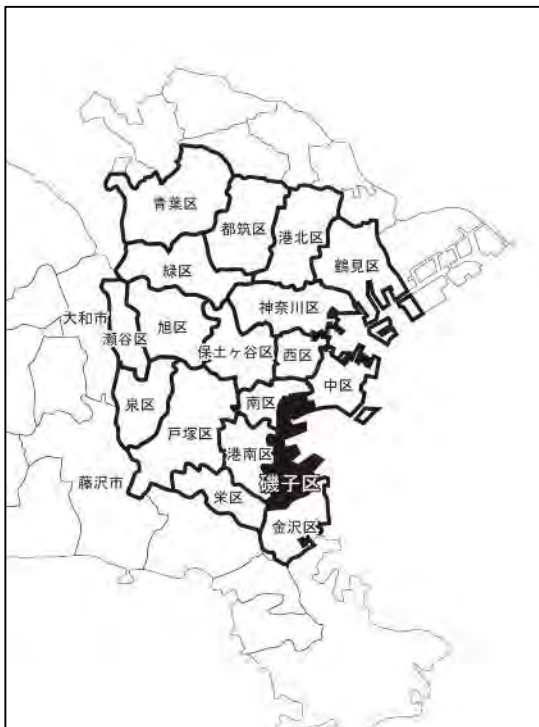 青葉区
都筑区
港北区
鶴見区
緑区
神奈川区
大和市
瀬谷区
旭区
保土ヶ谷区
西区
中区
泉区
南区
戸塚区
港南区
藤沢市
磯子区
栄区
金沢区